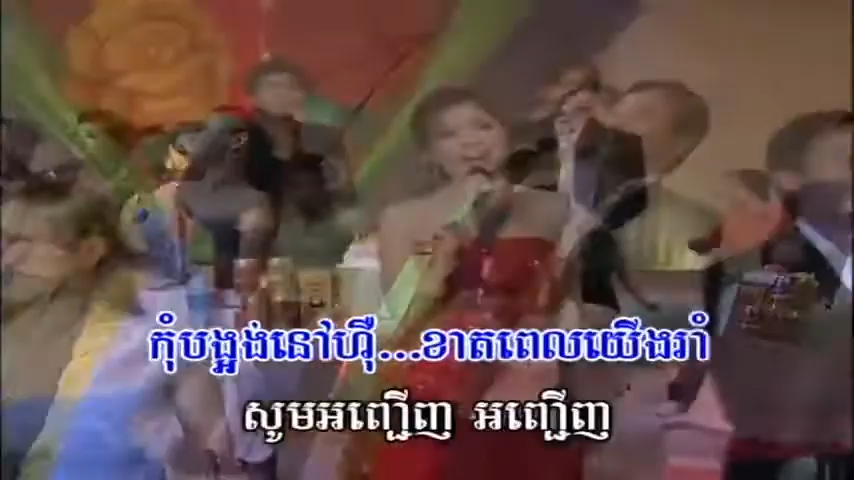 កុំបង្អង់នៅហ៊ឺ...ខាតពេលយើងរាំ
សូមអញ្ជើញ អញ្ជើញ